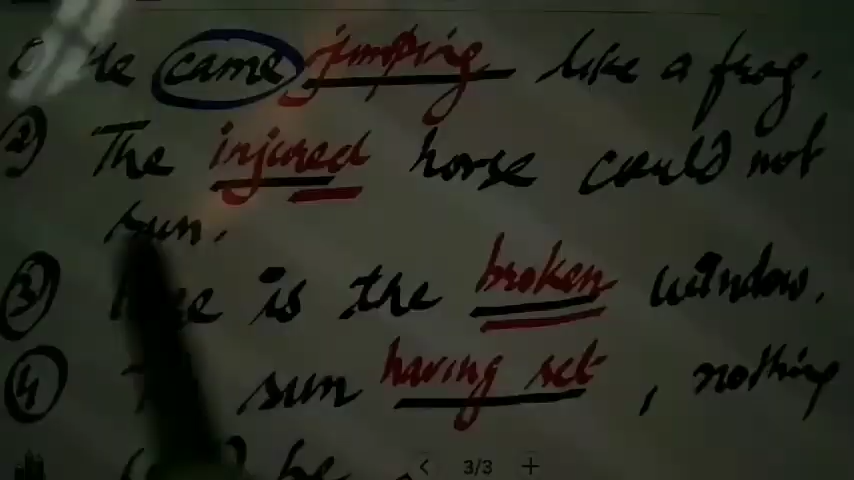 He came jumping like a frog.
② The injured horse could not
run.
③ is the broken window.
④ sun having set, nothing
be
< 3/3 +